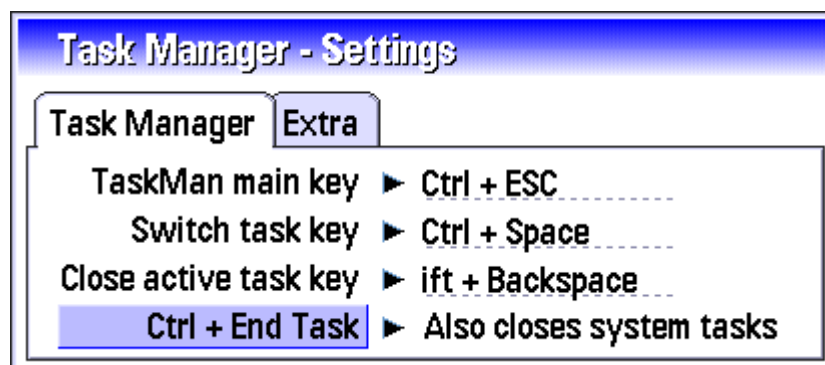 Task Manager - Settings
Task Manager Extra
TaskMan main key ► Ctrl + ESC
Switch task key ► Ctrl + Space
Close active task key ► ift + Backspace
Ctrl + End Task ► Also closes system tasks